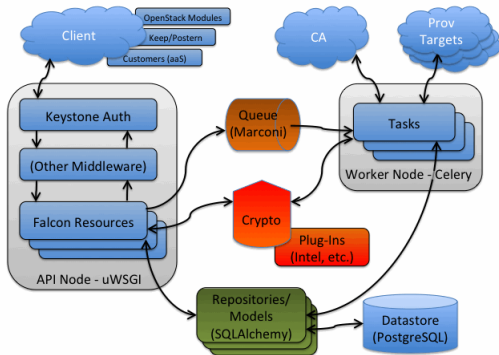 Client
OpenStack Modules
Keep/Postern
Customers (aaS)
CA
Prov
Targets
Keystone Auth
(Other Middleware)
Falcon Resources
API Node - uWSGI
Queue
(Marconi)
Tasks
Worker Node - Celery
Crypto
Plug-Ins
(Intel, etc.)
Repositories/
Models
(SQLAlchemy)
Datastore
(PostgreSQL)